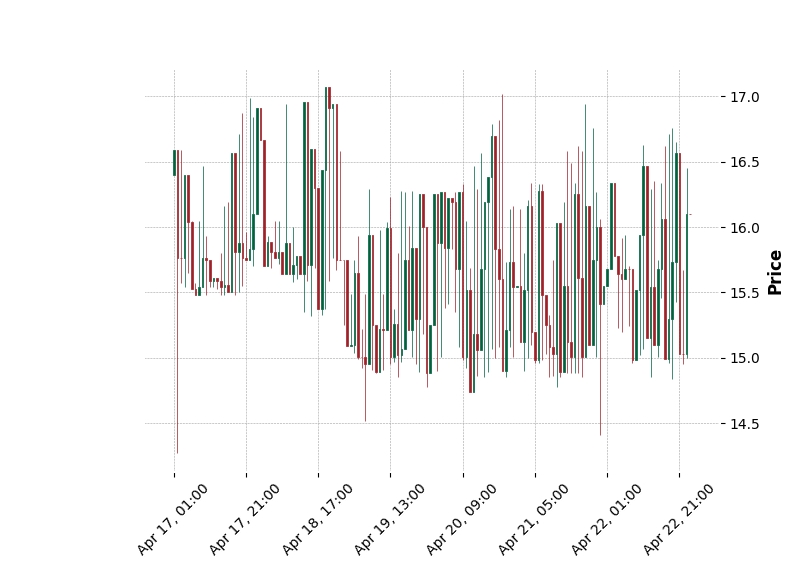 17.0
16.5
16.0
15.5
15.0
14.5
Price
Apr 17, 01:00
Apr 17, 21:00
Apr 18, 17:00
Apr 19, 13:00
Apr 20, 09:00
Apr 21, 05:00
Apr 22, 01:00
Apr 22, 21:00